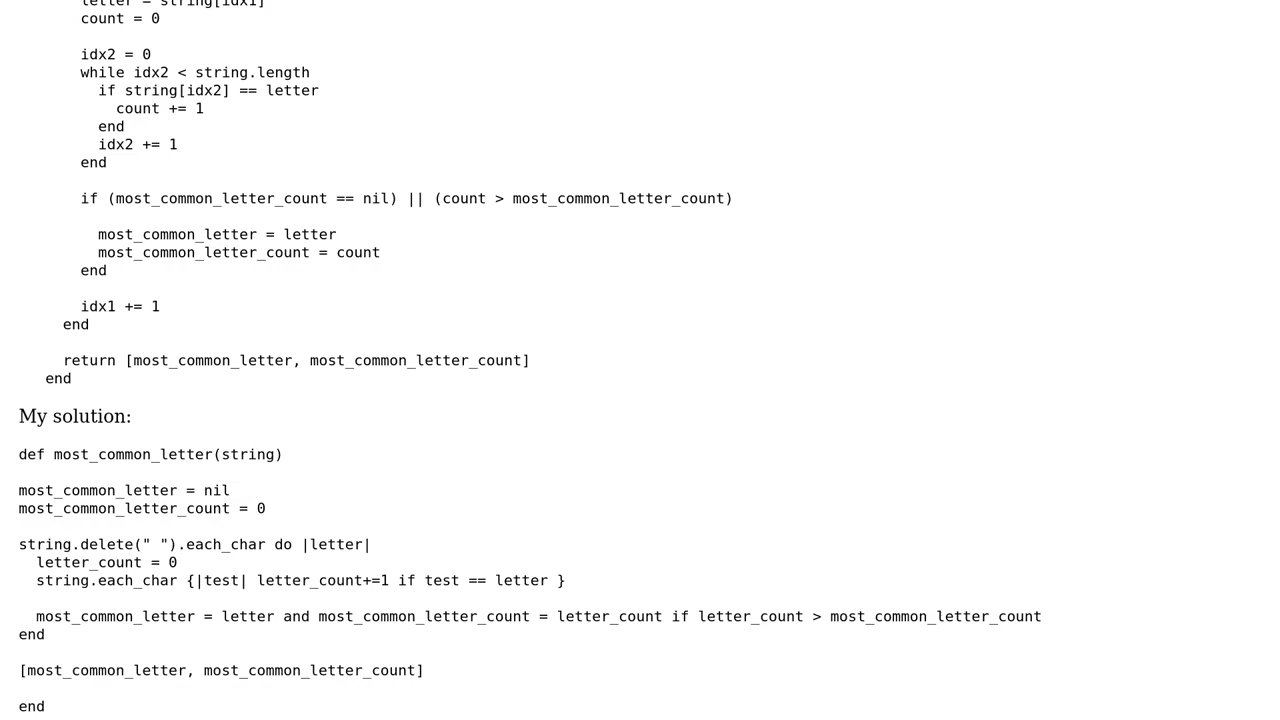 letter = string[idx1]
count = 0
idx2 = 0
while idx2 < string.length
if string[idx2] == letter
count += 1
end
idx2 += 1
end
if (most_common_letter_count == nil) || (count > most_common_letter_count)
most_common_letter = letter
most_common_letter_count = count
end
idx1 += 1
end
return [most_common_letter, most_common_letter_count]
end
My solution:
def most_common_letter(string)
most_common_letter = nil
most_common_letter_count = 0
string.delete(" ").each_char do |letter|
letter_count = 0
string.each_char {|test| letter_count+=1 if test == letter }
most_common_letter = letter and most_common_letter_count = letter_count if letter_count > most_common_letter_count
end
[most_common_letter, most_common_letter_count]
end